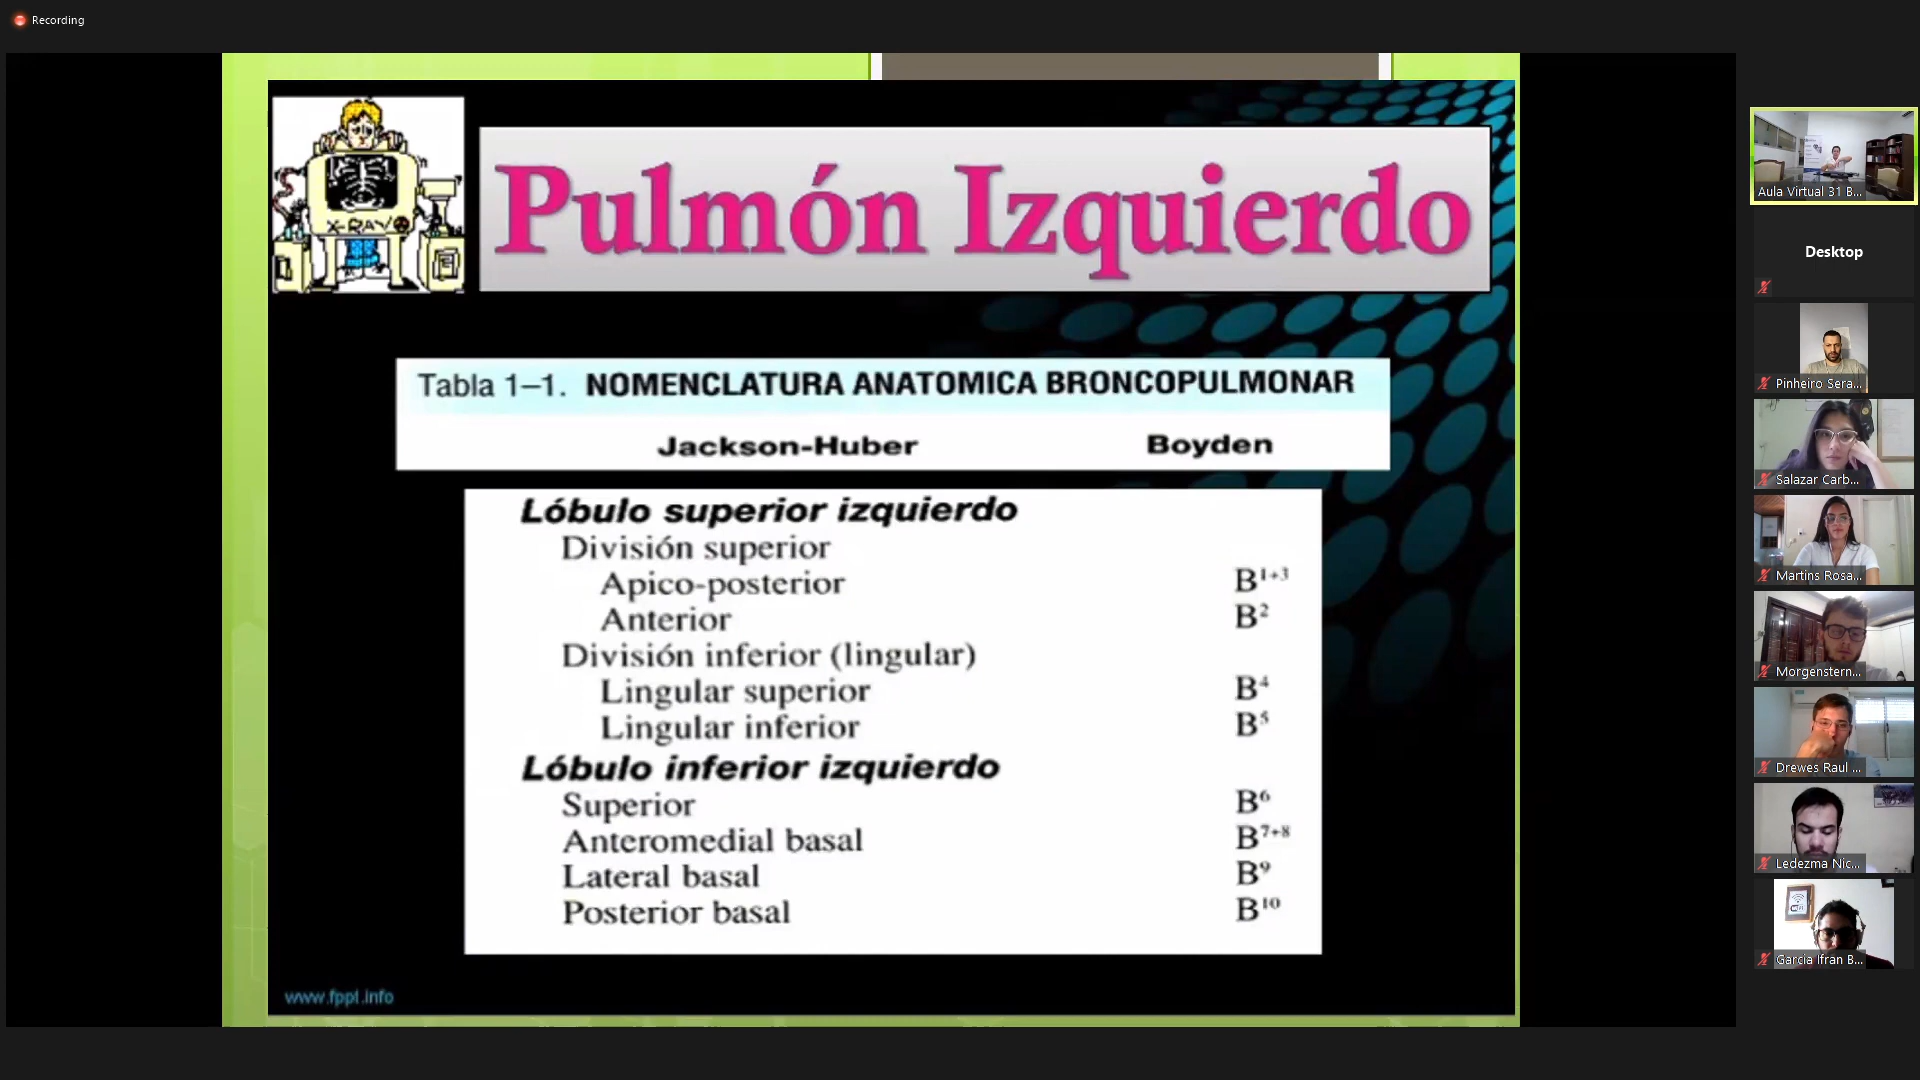 Recording
X-RAY
Pulmón Izquierdo
Tabla 1–1. NOMENCLATURA ANATOMICA BRONCOPULMONAR
Jackson-Huber Boyden
Lóbulo superior izquierdo
División superior
Apico-posterior B¹⁺³
Anterior B²
División inferior (lingular)
Lingular superior B⁴
Lingular inferior B⁵
Lóbulo inferior izquierdo
Superior B⁶
Anteromedial basal B⁷⁺⁸
Lateral basal B⁹
Posterior basal B¹⁰
www.fppt.info
Aula Virtual 31 B...
Desktop
Pinheiro Sera...
Salazar Carb...
Martins Rosa...
Morgenstern...
Drewes Raul ...
Ledezma Nic...
Garcia Ifran B...